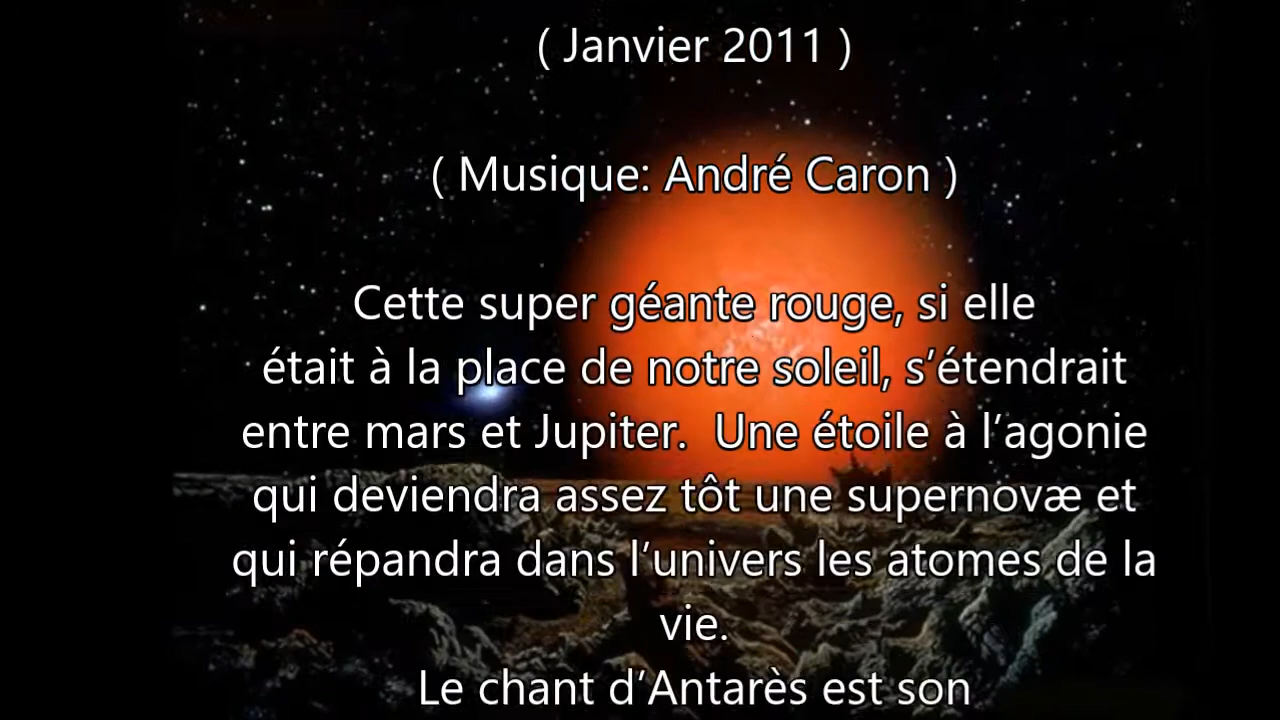 ( Janvier 2011 )
( Musique: André Caron )
Cette super géante rouge, si elle
était à la place de notre soleil, s’étendrait
entre mars et Jupiter.  Une étoile à l’agonie
qui deviendra assez tôt une supernovæ et
qui répandra dans l’univers les atomes de la
vie.
Le chant d’Antarès est son